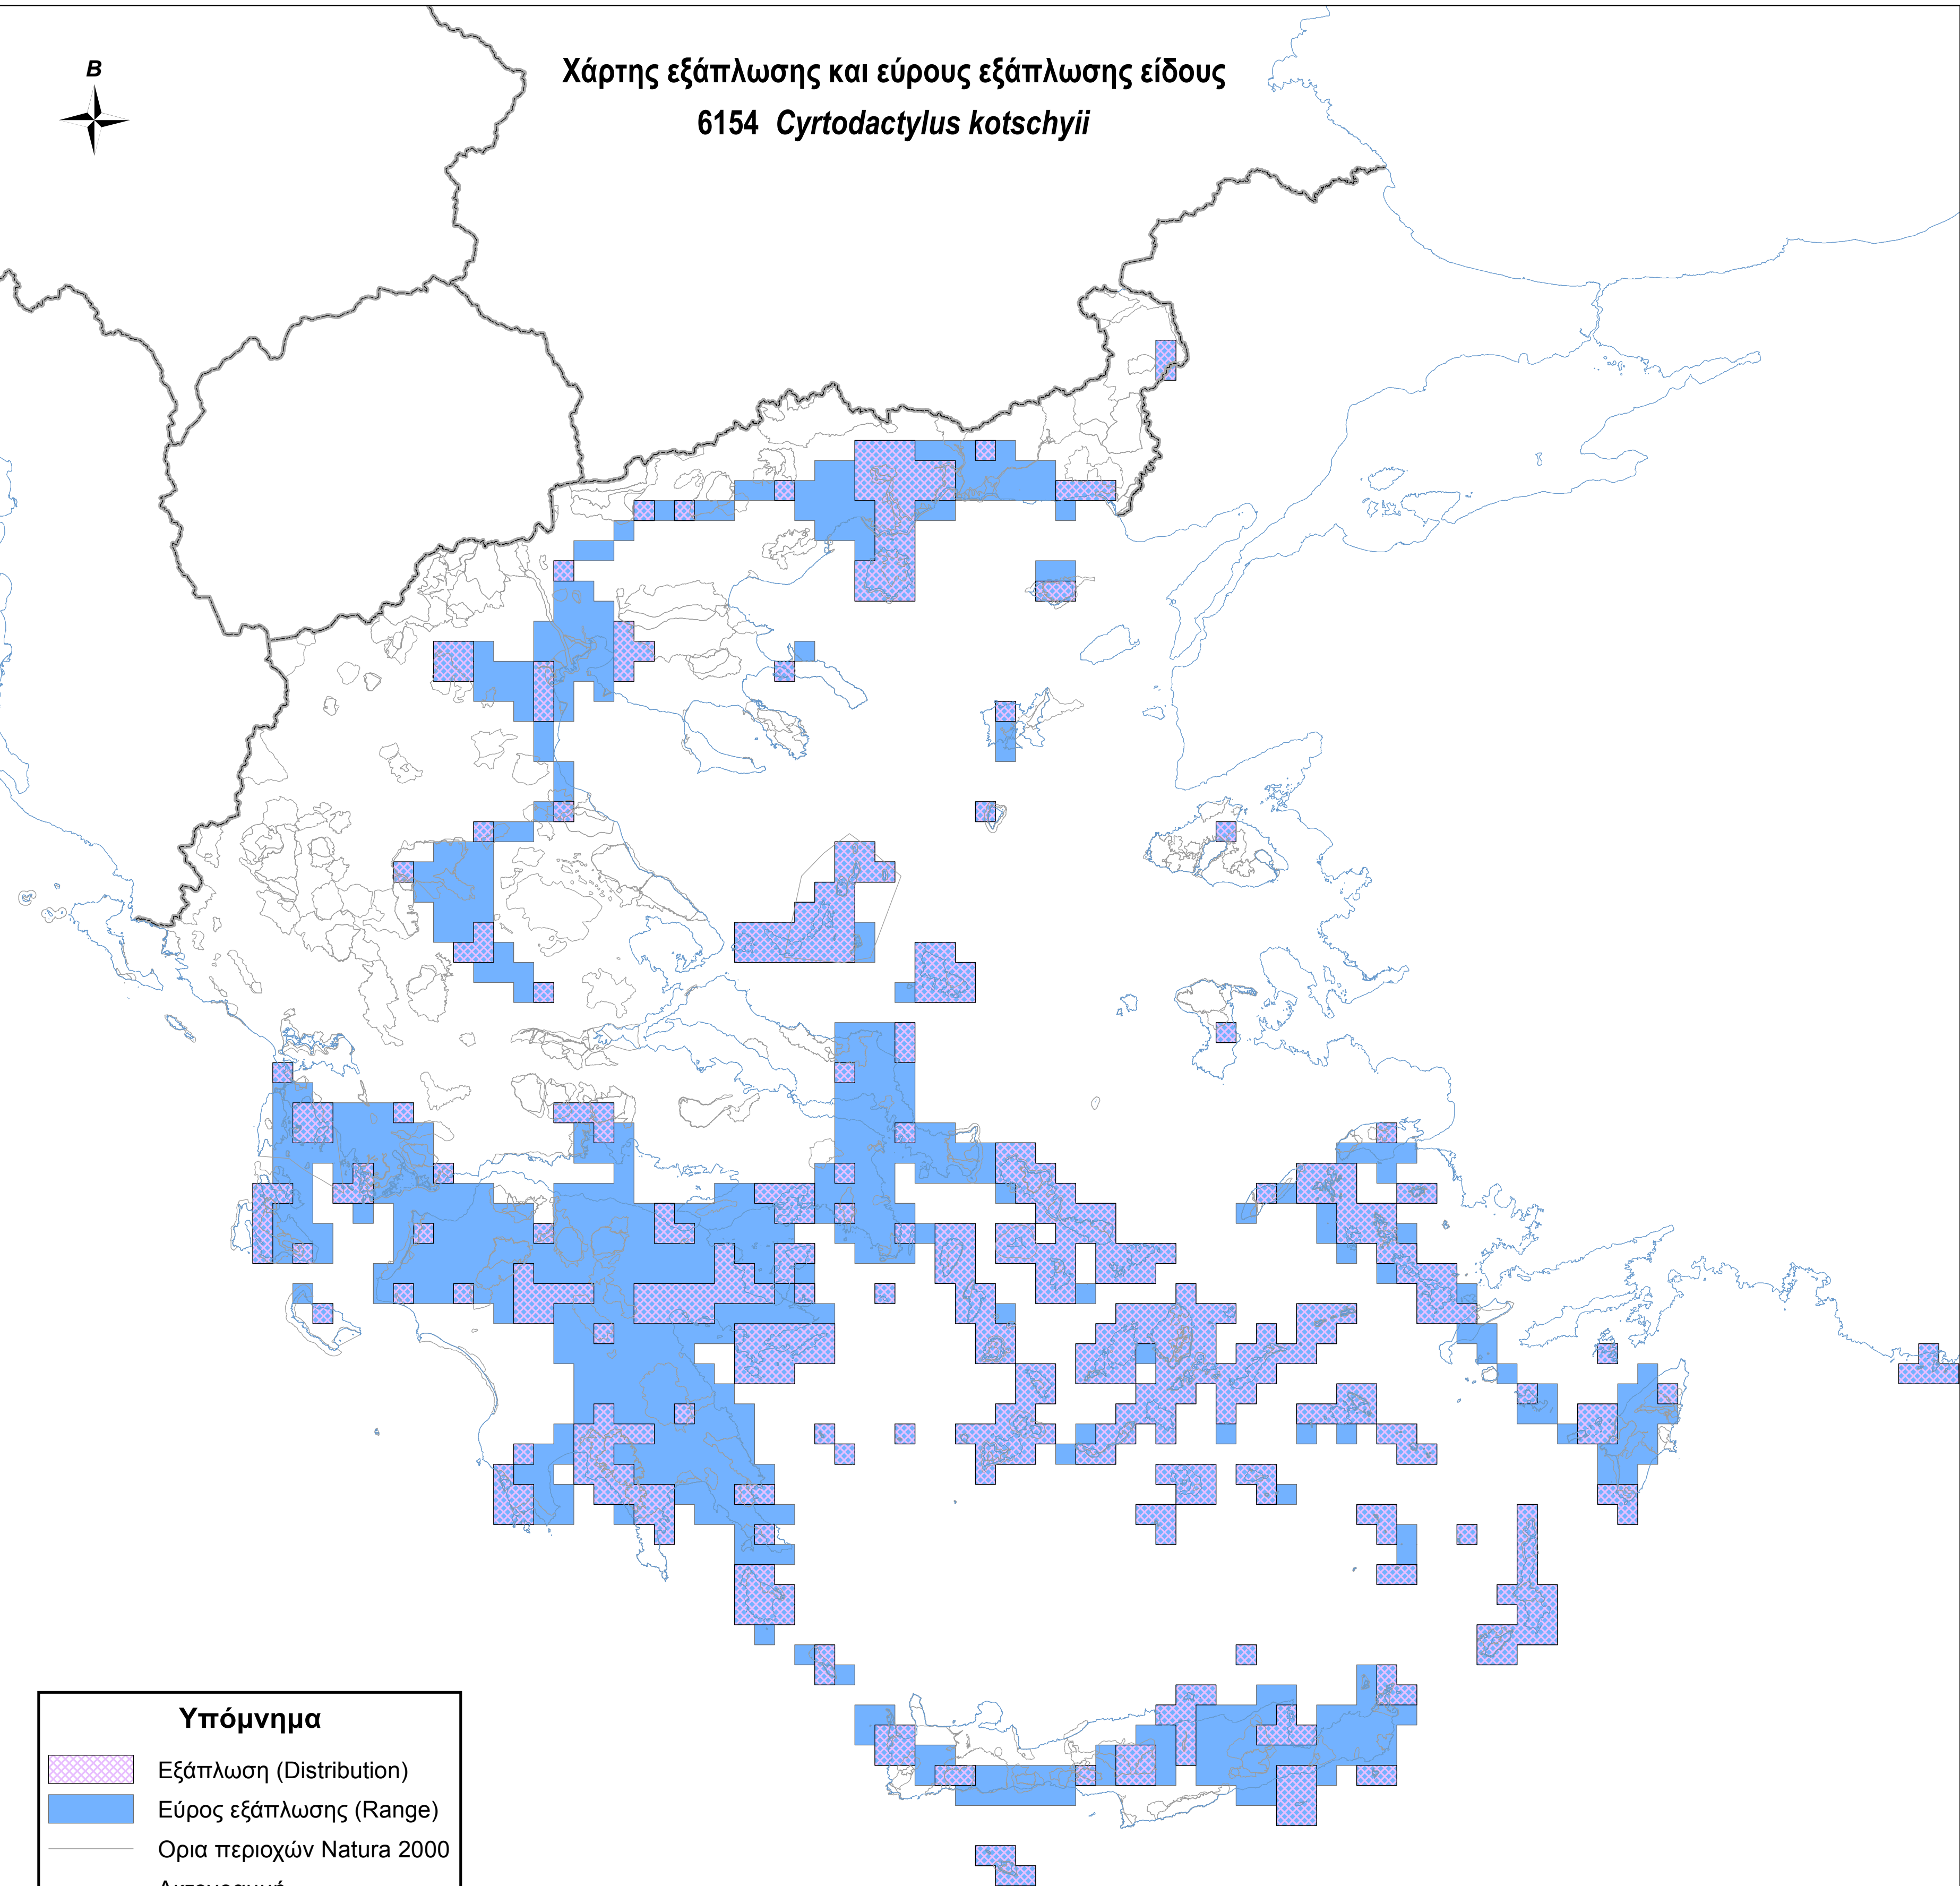 B
Χάρτης εξάπλωσης και εύρους εξάπλωσης είδους
6154 Cyrtodactylus kotschyii
Υπόμνημα
Εξάπλωση (Distribution)
Εύρος εξάπλωσης (Range)
Ορια περιοχών Natura 2000